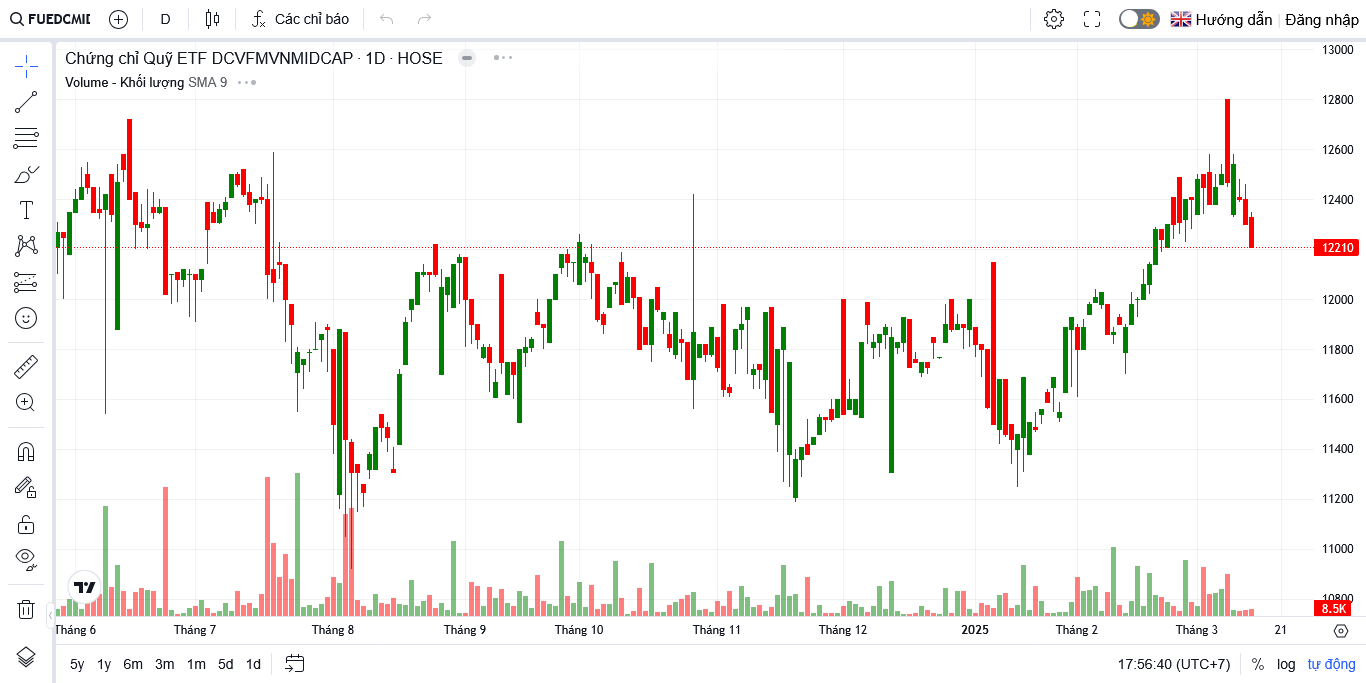 FUEDCMID
D
Các chỉ báo
Hướng dẫn
Đăng nhập
Chứng chỉ Quỹ ETF DCVFMVNMIDCAP · 1D · HOSE
Volume - Khối lượng SMA 9
13000
12800
12600
12400
12210
12000
11800
11600
11400
11200
11000
10800
8.5K
Tháng 6
Tháng 7
Tháng 8
Tháng 9
Tháng 10
Tháng 11
Tháng 12
2025
Tháng 2
Tháng 3
21
5y 1y 6m 3m 1m 5d 1d
17:56:40 (UTC+7)
% log tự động